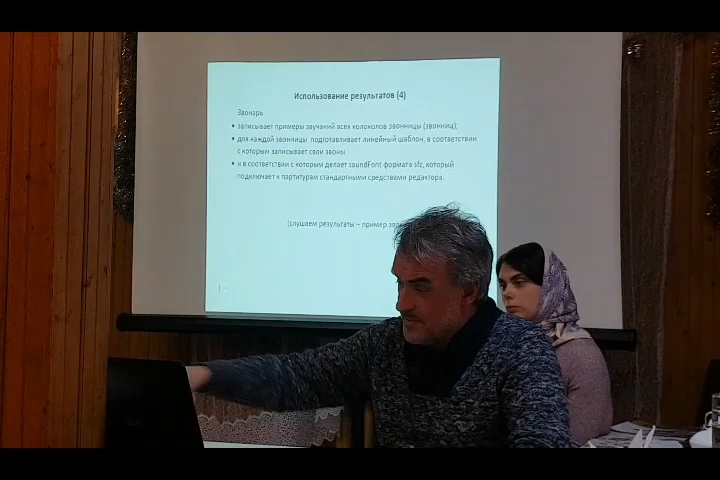 Использование результатов (4)
Звонарь
• записывает примеры звучаний всех колоколов звонницы (звонниц);
• для каждой звонницы подготавливает линейный шаблон, в соответствии
с которым записывает свои звоны
• и в соответствии с которым делает soundFont формата sfz, который
подключает к партитурам стандартными средствами редактора.
(слушаем результаты – пример